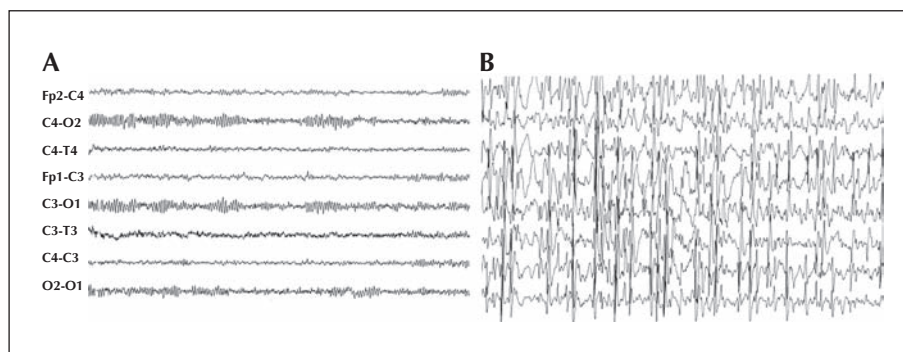 A
B
Fp2-C4
C4-O2
C4-T4
Fp1-C3
C3-O1
C3-T3
C4-C3
O2-O1